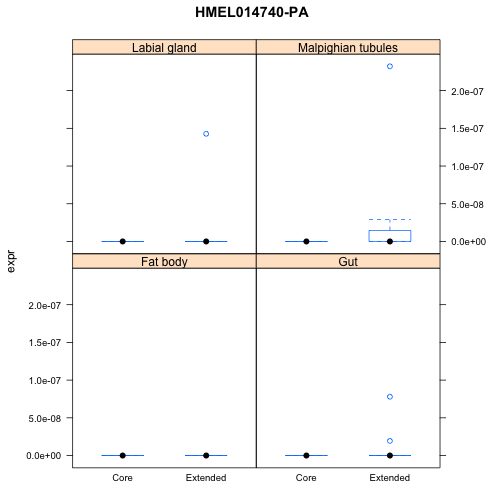 HMEL014740-PA
Labial gland Malpighian tubules
2.0e-07
1.5e-07
1.0e-07
5.0e-08
0.0e+00
expr
Fat body Gut
2.0e-07
1.5e-07
1.0e-07
5.0e-08
0.0e+00
Core Extended Core Extended